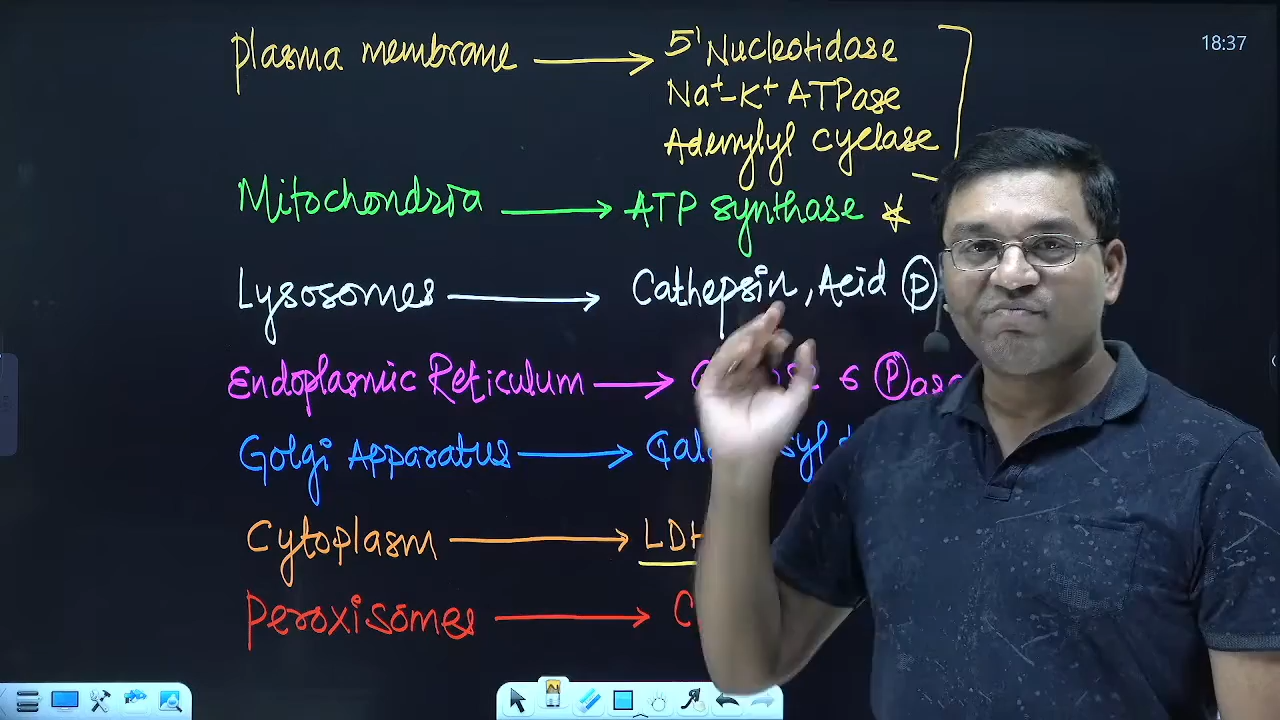 18:37
plasma membrane → 5' Nucleotidase
Na+-K+ ATPase
Adenylyl cyclase
Mitochondria → ATP synthase *
Lysosomes → Cathepsin, Acid P
Endoplasmic Reticulum → 6 Pase
Golgi Apparatus →
Cytoplasm → LDH
Peroxisomes →